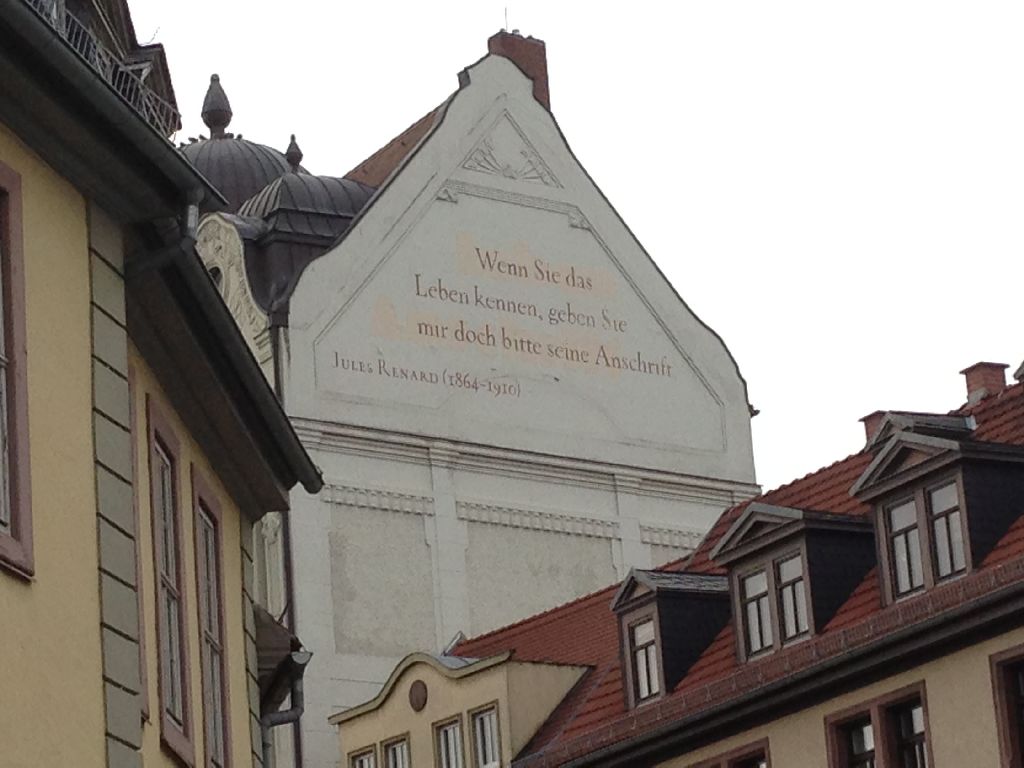 Wenn Sie das
Leben kennen, geben Sie
mir doch bitte seine Anschrift
JULES RENARD (1864-1910)